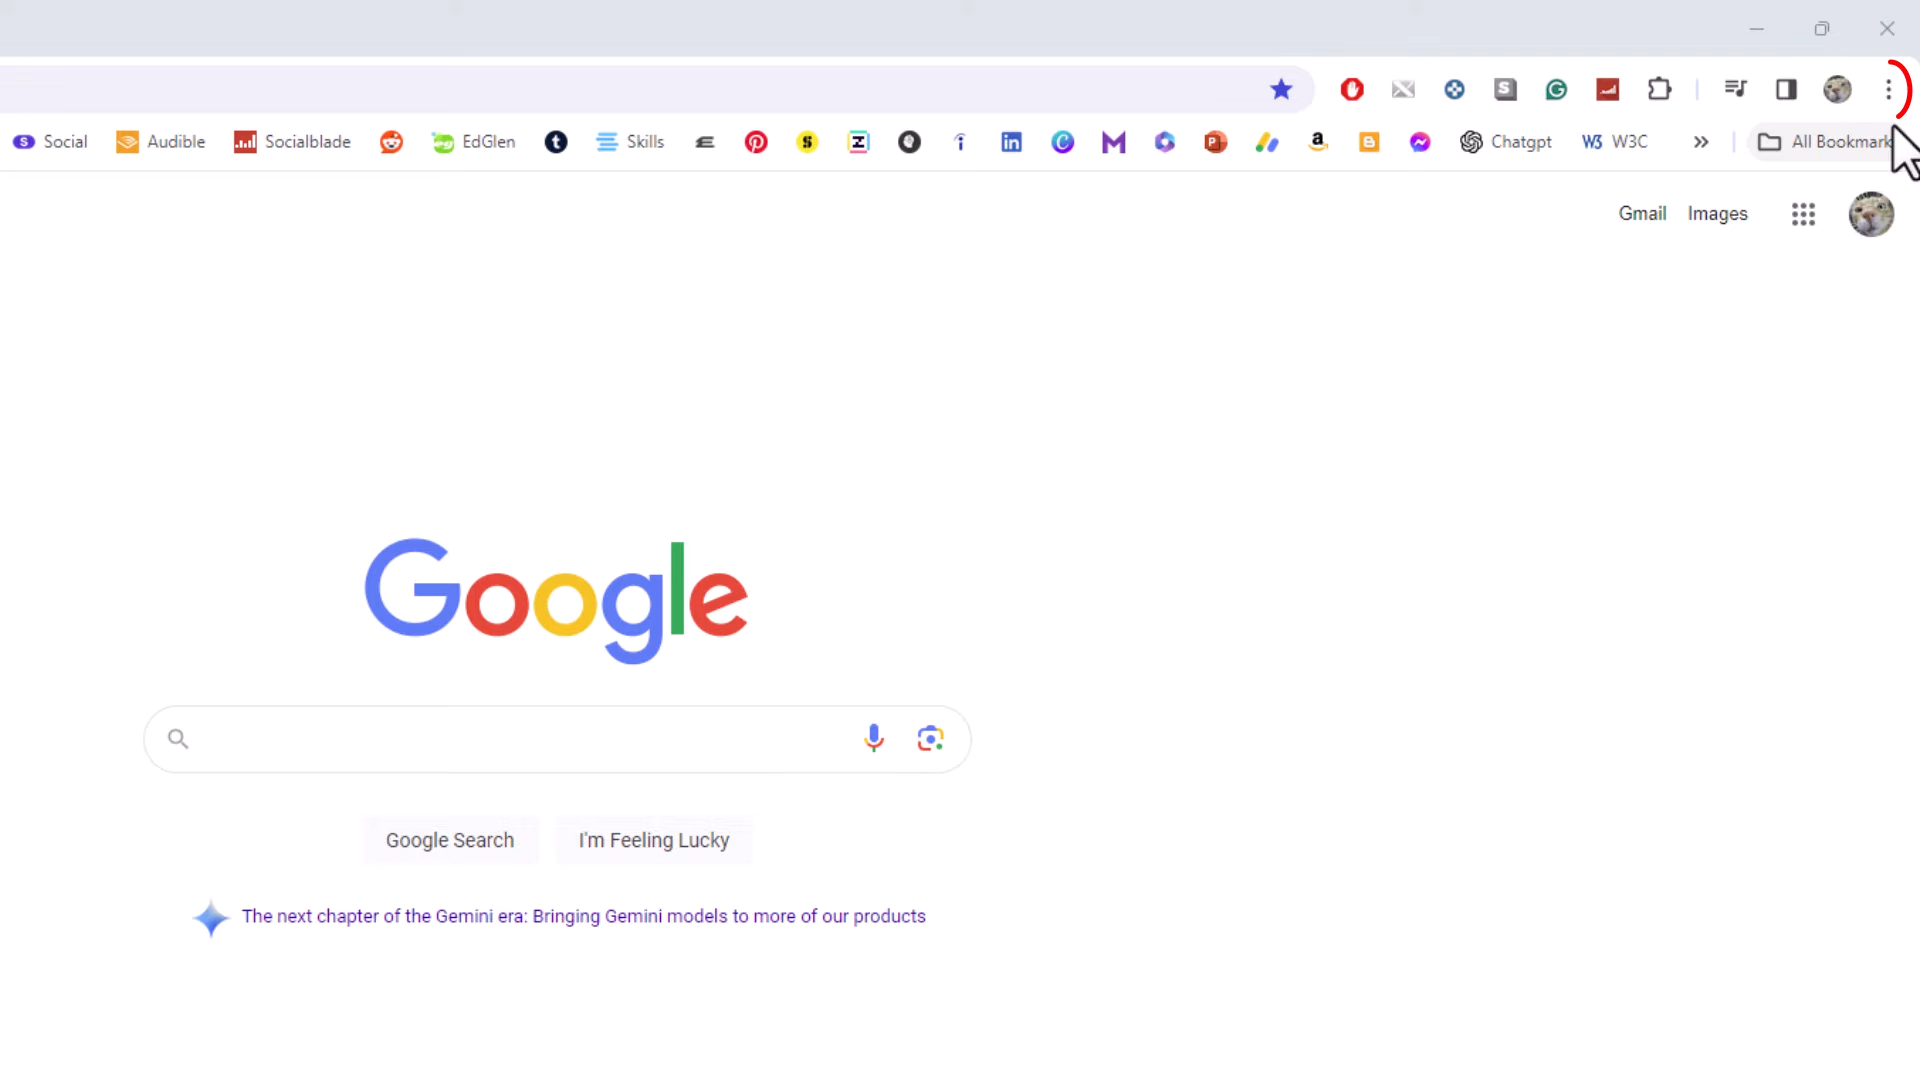 Social Audible Socialblade EdGlen Skills Chatgpt W3C » All Bookmark
Gmail Images
Google
Google Search I'm Feeling Lucky
The next chapter of the Gemini era: Bringing Gemini models to more of our products